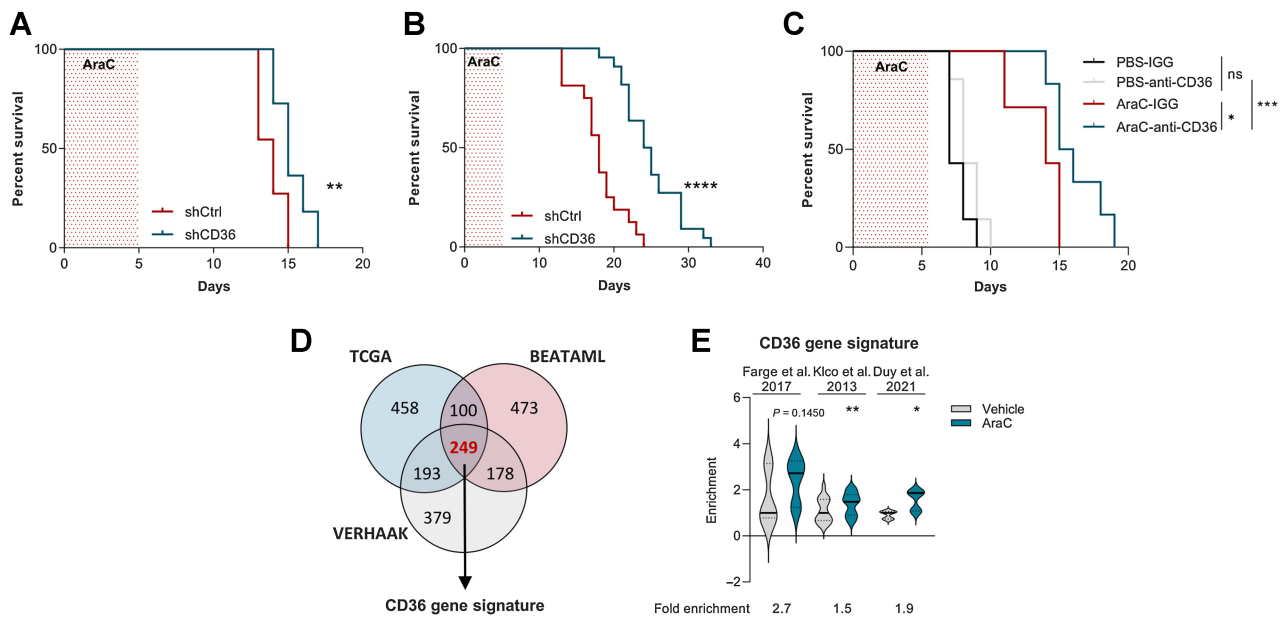 A
100
50
0
Percent survival
AraC
**
shCtrl
shCD36
0 5 10 15 20
Days
B
100
50
0
Percent survival
AraC
****
shCtrl
shCD36
0 10 20 30 40
Days
C
100
50
0
Percent survival
AraC
0 5 10 15 20
Days
PBS-IGG
PBS-anti-CD36
AraC-IGG
AraC-anti-CD36
ns
*
***
D
TCGA
BEATAML
458
100
473
249
193
178
379
VERHAAK
CD36 gene signature
E
CD36 gene signature
Farge et al. Klco et al. Duy et al.
2017 2013 2021
6
4
2
0
−2
Enrichment
P = 0.1450
**
*
Vehicle
AraC
Fold enrichment 2.7 1.5 1.9